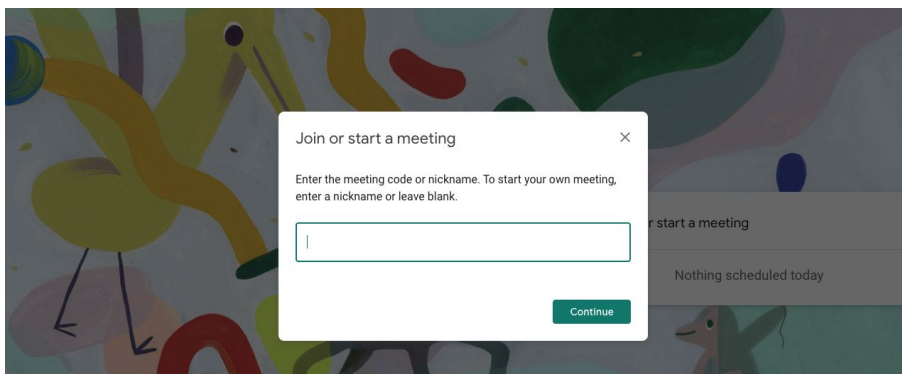 Join or start a meeting
Enter the meeting code or nickname. To start your own meeting,
enter a nickname or leave blank.
Continue
r start a meeting
Nothing scheduled today